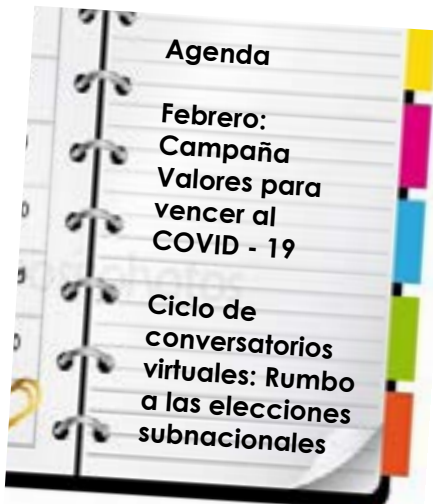 Agenda
Febrero:
Campaña
Valores para
vencer al
COVID - 19
Ciclo de
conversatorios
virtuales: Rumbo
a las elecciones
subnacionales